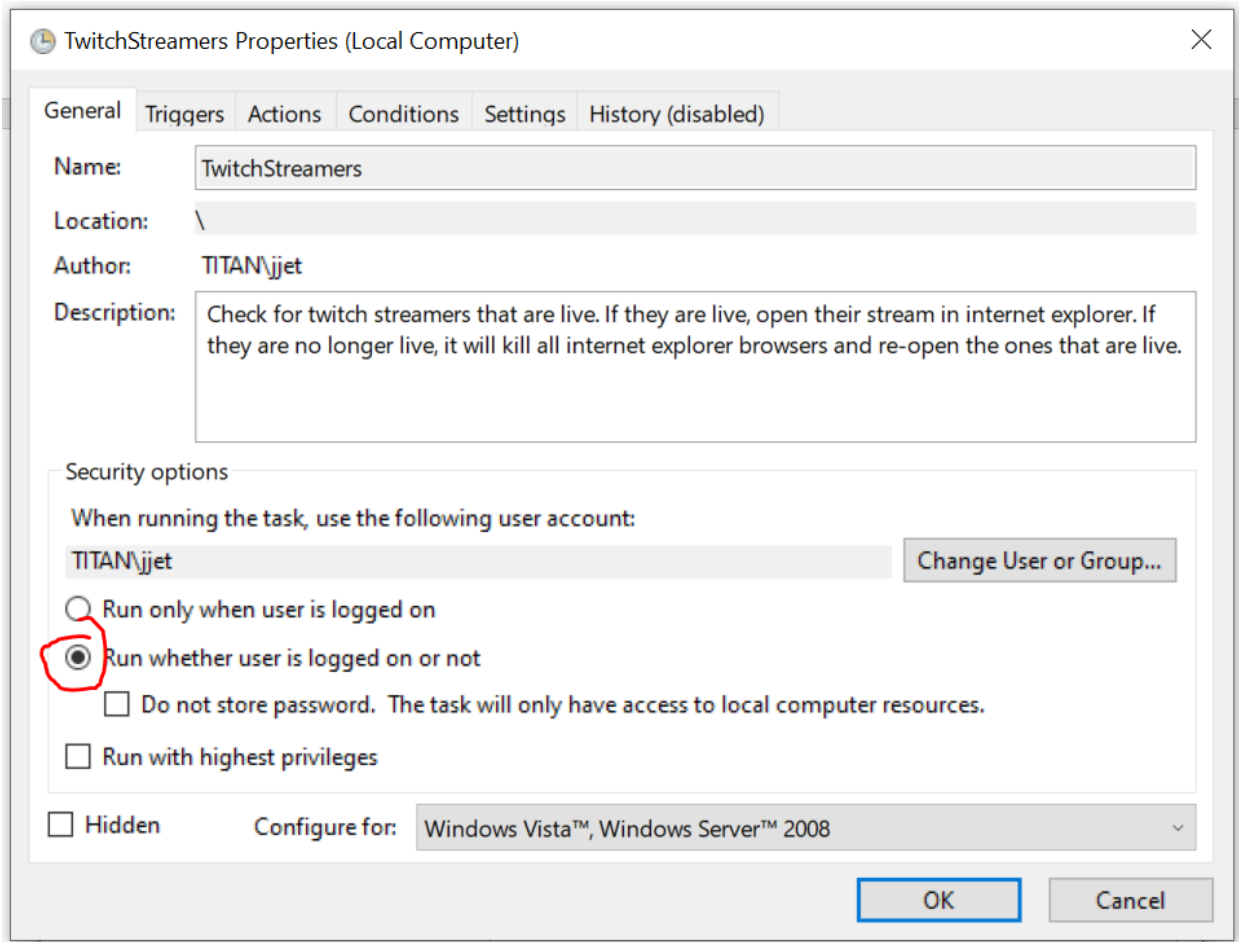 TwitchStreamers Properties (Local Computer)
General Triggers Actions Conditions Settings History (disabled)
Name: TwitchStreamers
Location: \
Author: TITAN\jjet
Description: Check for twitch streamers that are live. If they are live, open their stream in internet explorer. If
they are no longer live, it will kill all internet explorer browsers and re-open the ones that are live.
Security options
When running the task, use the following user account:
TITAN\jjet Change User or Group...
Run only when user is logged on
Run whether user is logged on or not
Do not store password. The task will only have access to local computer resources.
Run with highest privileges
Hidden Configure for: Windows Vista™, Windows Server™ 2008
OK Cancel